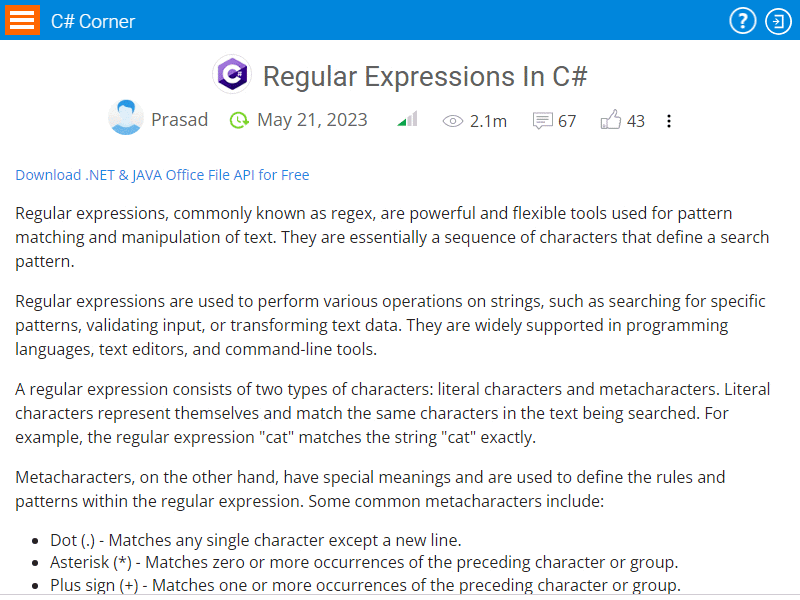 C# Corner
Regular Expressions In C#
Prasad May 21, 2023 2.1m 67 43
Download .NET & JAVA Office File API for Free
Regular expressions, commonly known as regex, are powerful and flexible tools used for pattern
matching and manipulation of text. They are essentially a sequence of characters that define a search
pattern.
Regular expressions are used to perform various operations on strings, such as searching for specific
patterns, validating input, or transforming text data. They are widely supported in programming
languages, text editors, and command-line tools.
A regular expression consists of two types of characters: literal characters and metacharacters. Literal
characters represent themselves and match the same characters in the text being searched. For
example, the regular expression "cat" matches the string "cat" exactly.
Metacharacters, on the other hand, have special meanings and are used to define the rules and
patterns within the regular expression. Some common metacharacters include:
• Dot (.) - Matches any single character except a new line.
• Asterisk (*) - Matches zero or more occurrences of the preceding character or group.
• Plus sign (+) - Matches one or more occurrences of the preceding character or group.